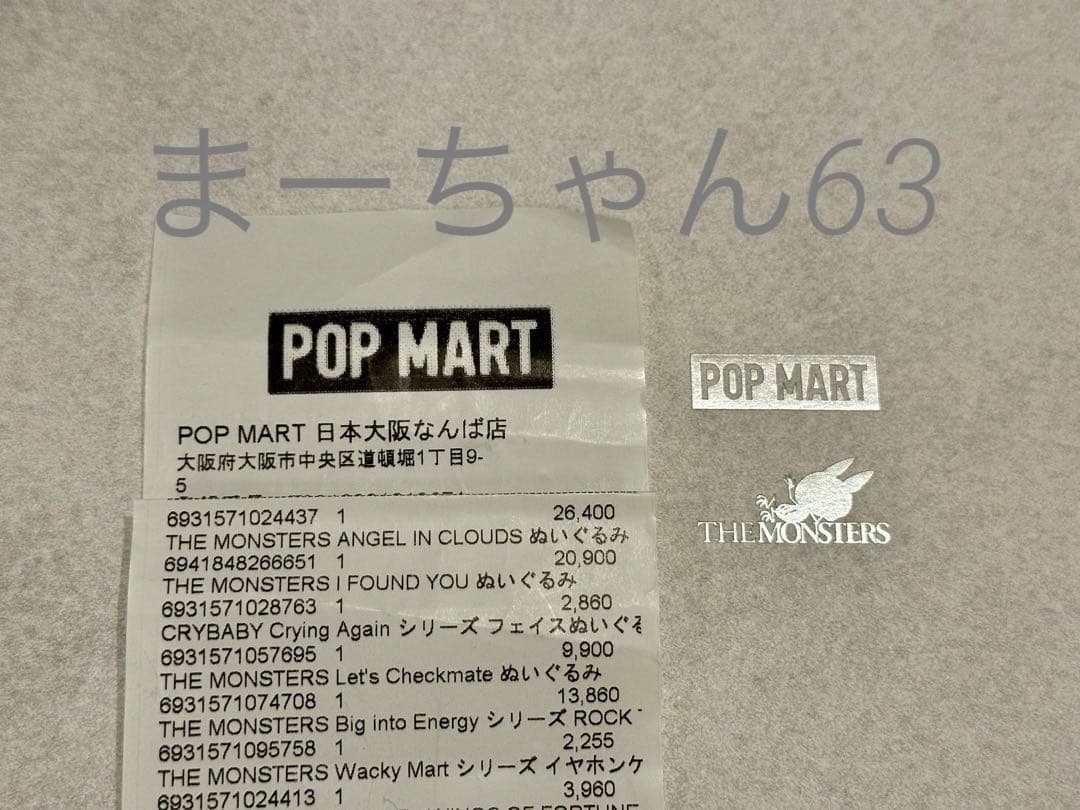 まーちゃん63
POP MART
POP MART 日本大阪なんば店
大阪府大阪市中央区道頓堀1丁目9-
5
6931571024437 1 26,400
THE MONSTERS ANGEL IN CLOUDS ぬいぐるみ
6941848266651 1 20,900
THE MONSTERS I FOUND YOU ぬいぐるみ
6931571028763 1 2,860
CRYBABY Crying Again シリーズ フェイスぬいぐる
6931571057695 1 9,900
THE MONSTERS Let's Checkmate ぬいぐるみ
6931571074708 1 13,860
THE MONSTERS Big into Energy シリーズ ROCK
6931571095758 1 2,255
THE MONSTERS Wacky Mart シリーズ イヤホンケ
6931571024413 1 3,960
POP MART
THE MONSTERS